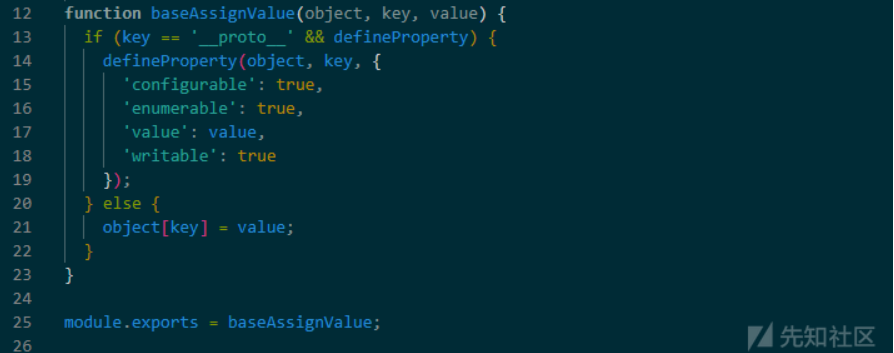 12 function baseAssignValue(object, key, value) {
13   if (key == '__proto__' && defineProperty) {
14     defineProperty(object, key, {
15       'configurable': true,
16       'enumerable': true,
17       'value': value,
18       'writable': true
19     });
20   } else {
21     object[key] = value;
22   }
23 }
24
25 module.exports = baseAssignValue;
26
先知社区